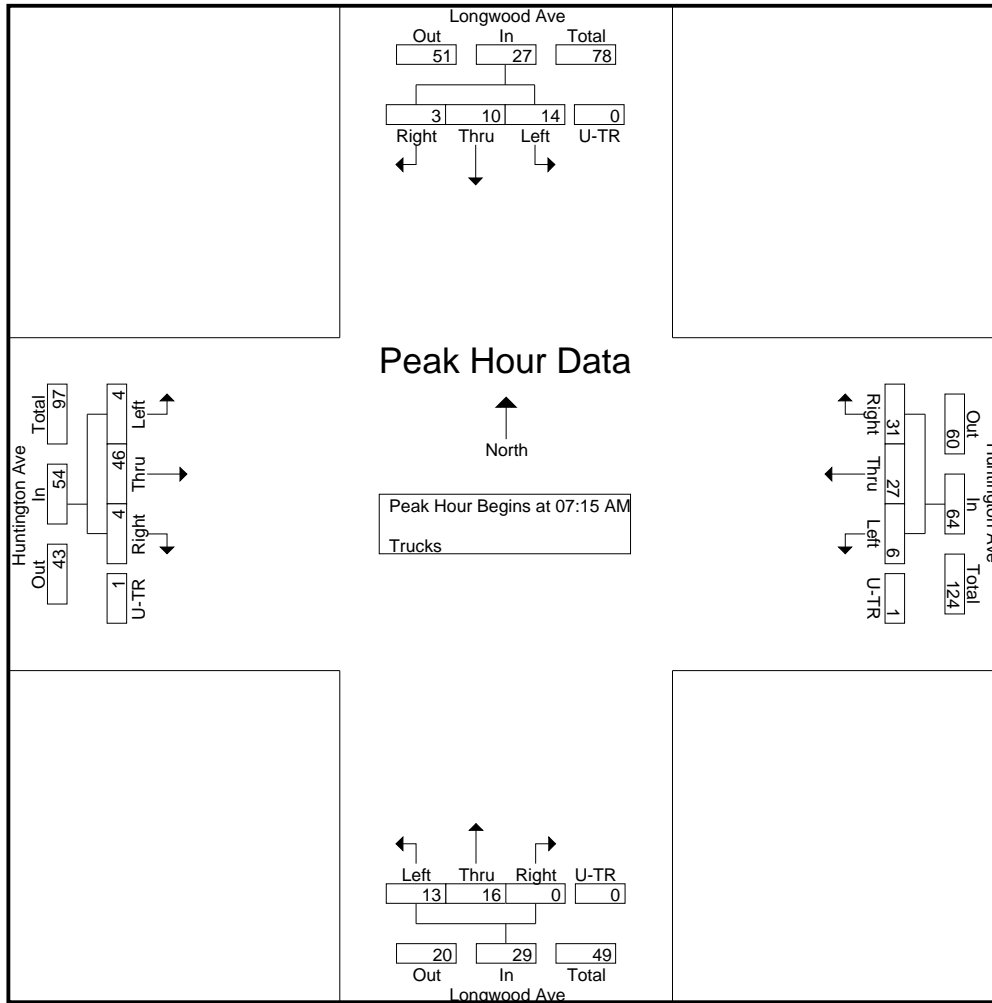 Longwood Ave
Out In Total
51 27 78
3 10 14 0
Right Thru Left U-TR
Peak Hour Data
North
Peak Hour Begins at 07:15 AM
Trucks
Huntington Ave
Out In Total
43 54 97
Left Thru Right U-TR
4 46 4 1
Huntington Ave
Out In Total
60 64 124
31 27 6 1
Right Thru Left U-TR
Left Thru Right U-TR
13 16 0 0
20 29 49
Out In Total
Longwood Ave